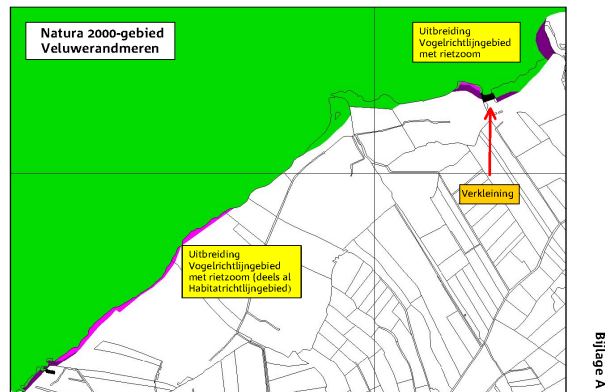 Natura 2000-gebied
Veluwerandmeren
Uitbreiding
Vogelrichtlijngebied
met rietzoom
Verkleining
Uitbreiding
Vogelrichtlijngebied
met rietzoom (deels al
Habitatrichtlijngebied)
Bijlage A